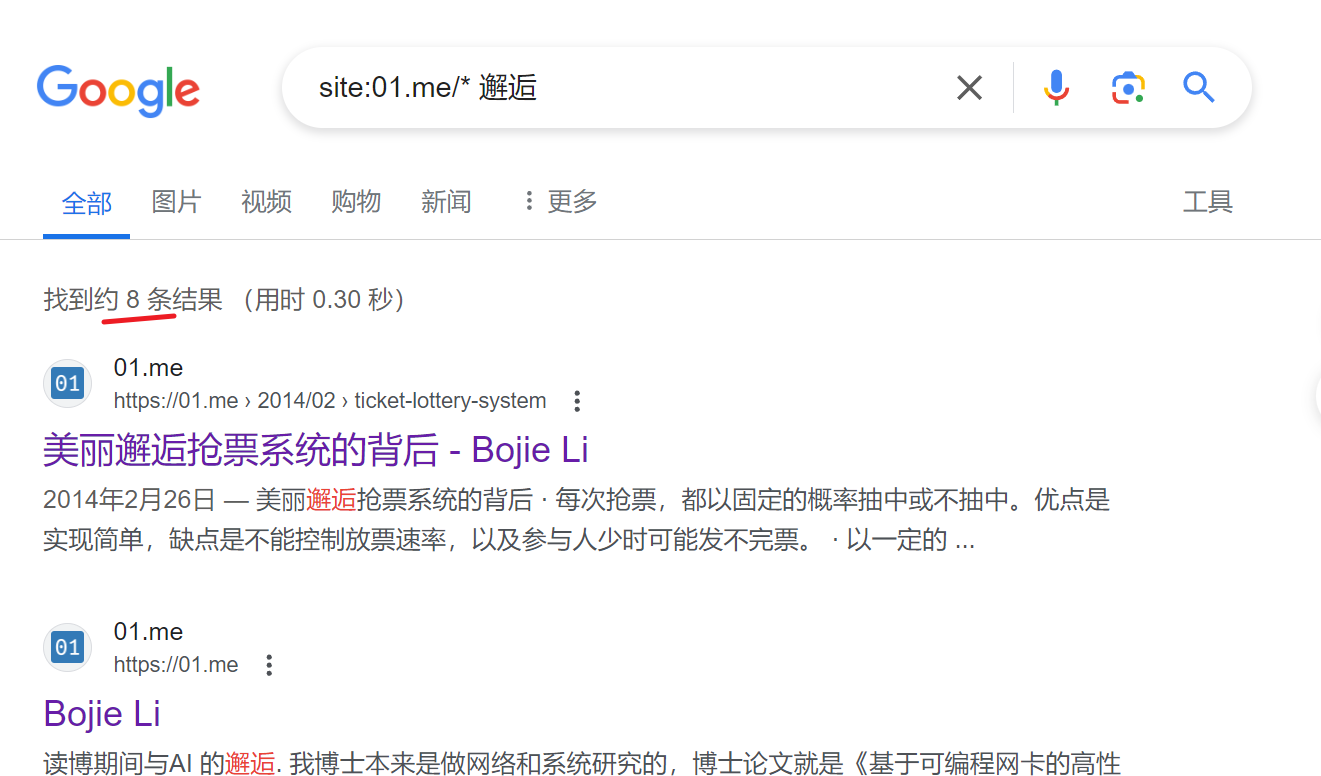 Google
site:01.me/* 邂逅
全部 图片 视频 购物 新闻 更多 工具
找到约 8 条结果 （用时 0.30 秒）
01 01.me
https://01.me › 2014/02 › ticket-lottery-system
美丽邂逅抢票系统的背后 - Bojie Li
2014年2月26日 — 美丽邂逅抢票系统的背后 · 每次抢票，都以固定的概率抽中或不抽中。优点是
实现简单，缺点是不能控制放票速率，以及参与人少时可能发不完票。 · 以一定的 ...
01 01.me
https://01.me
Bojie Li
读博期间与AI 的邂逅. 我博士本来是做网络和系统研究的，博士论文就是《基于可编程网卡的高性